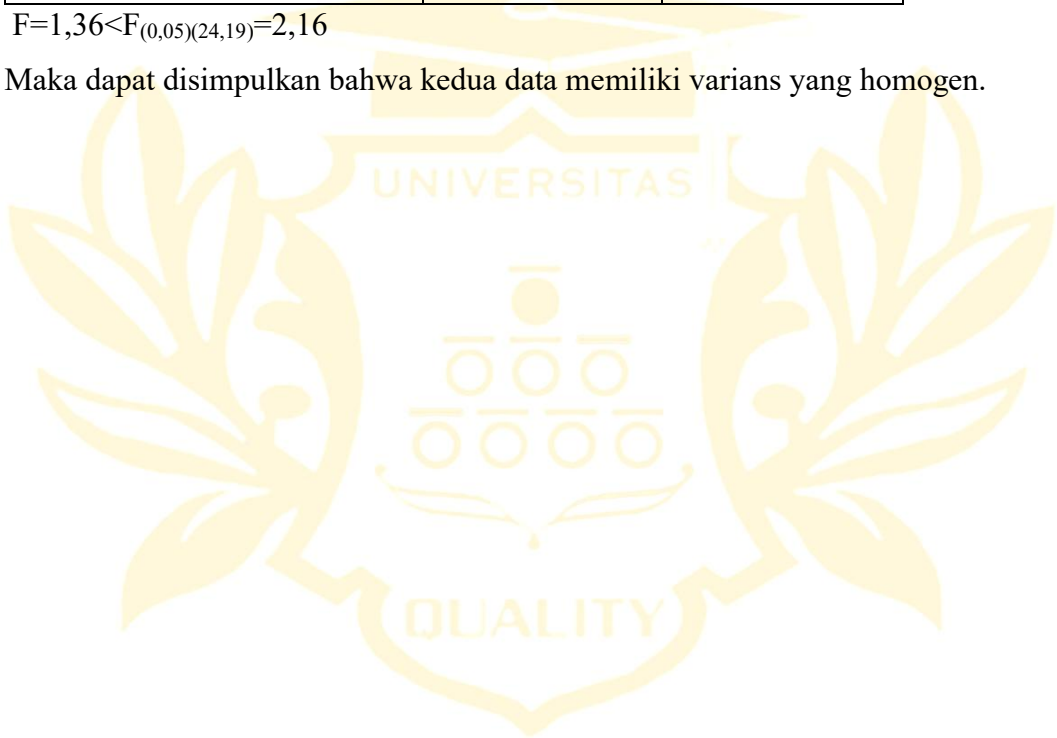 F=1,36<F(0,05)(24,19)=2,16
Maka dapat disimpulkan bahwa kedua data memiliki varians yang homogen.
UNIVERSITAS
QUALITY